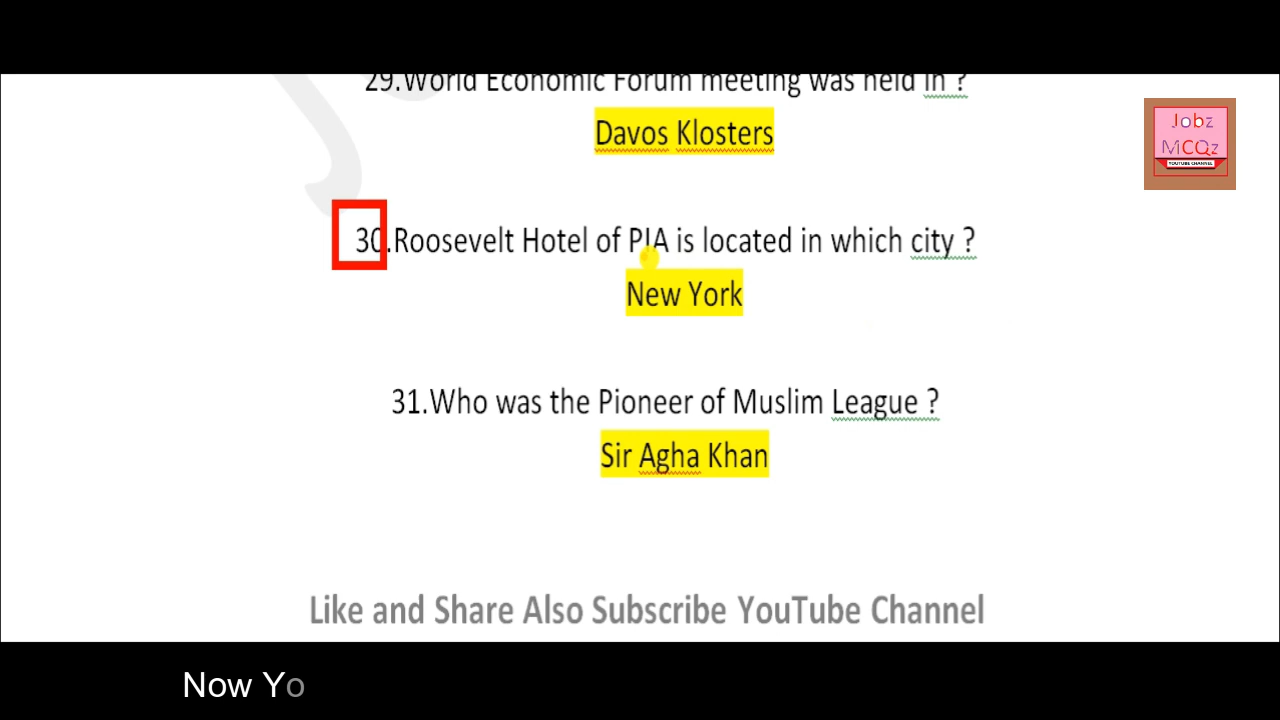 29.World Economic Forum meeting was held in ?
Davos Klosters
30.Roosevelt Hotel of PIA is located in which city ?
New York
31.Who was the Pioneer of Muslim League ?
Sir Agha Khan
Like and Share Also Subscribe YouTube Channel
Now Yo
Jobz
MCQz
YOUTUBE CHANNEL